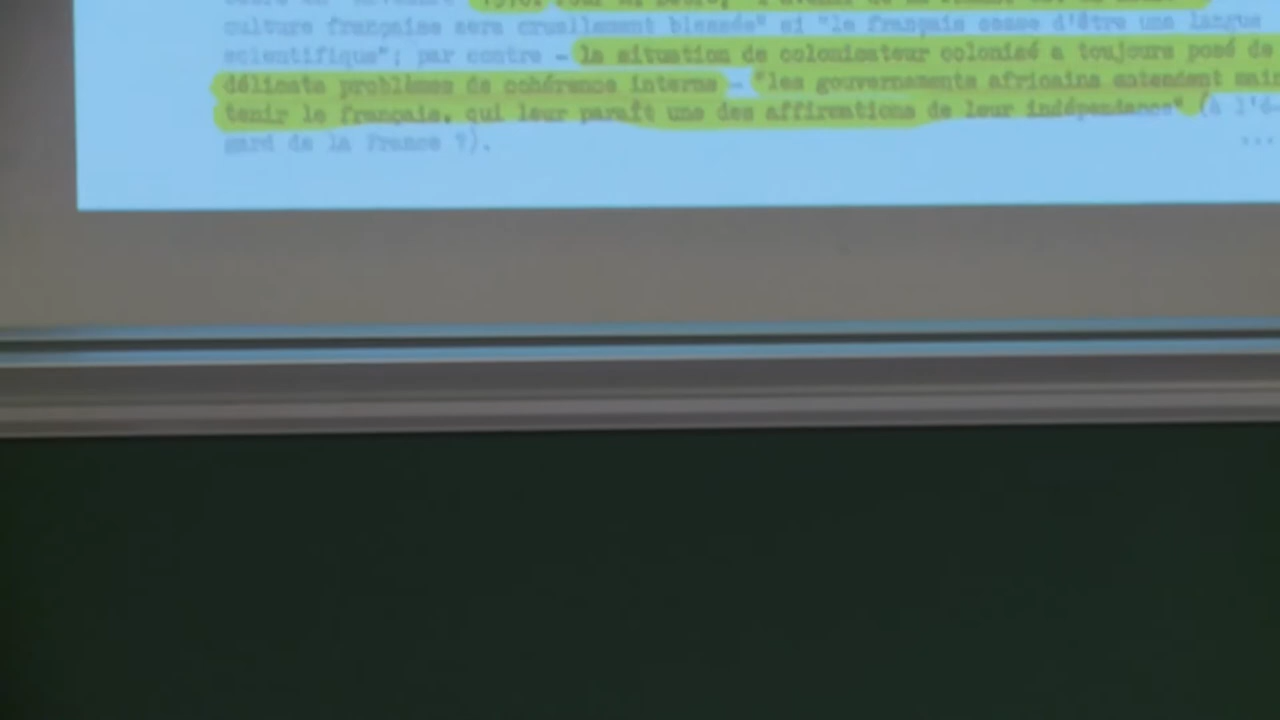 culture française sera cruellement blessée" si "le français cesse d'être une langue
scientifique"; par contre - la situation de colonisateur colonisé a toujours posé de
délicats problèmes de cohérence interne - "les gouvernements africains entendent main
tenir le français, qui leur paraît une des affirmations de leur indépendance" (à l'é-
gard de la France ?). ...